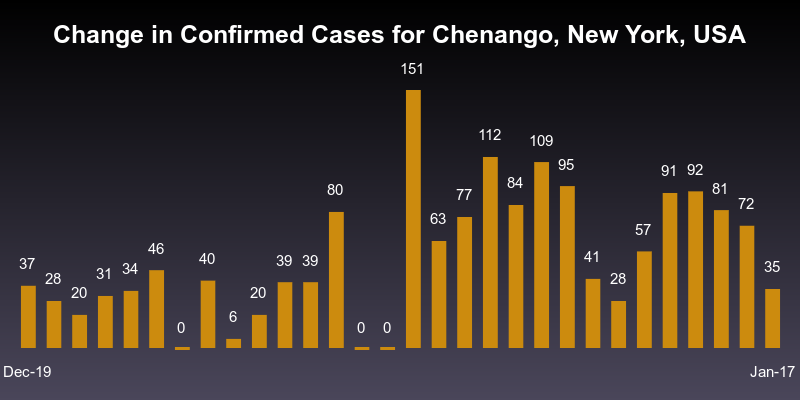 Change in Confirmed Cases for Chenango, New York, USA
37 28 20 31 34 46 0 40 6 20 39 39 80 0 0 151 63 77 112 84 109 95 41 28 57 91 92 81 72 35
Dec-19 Jan-17